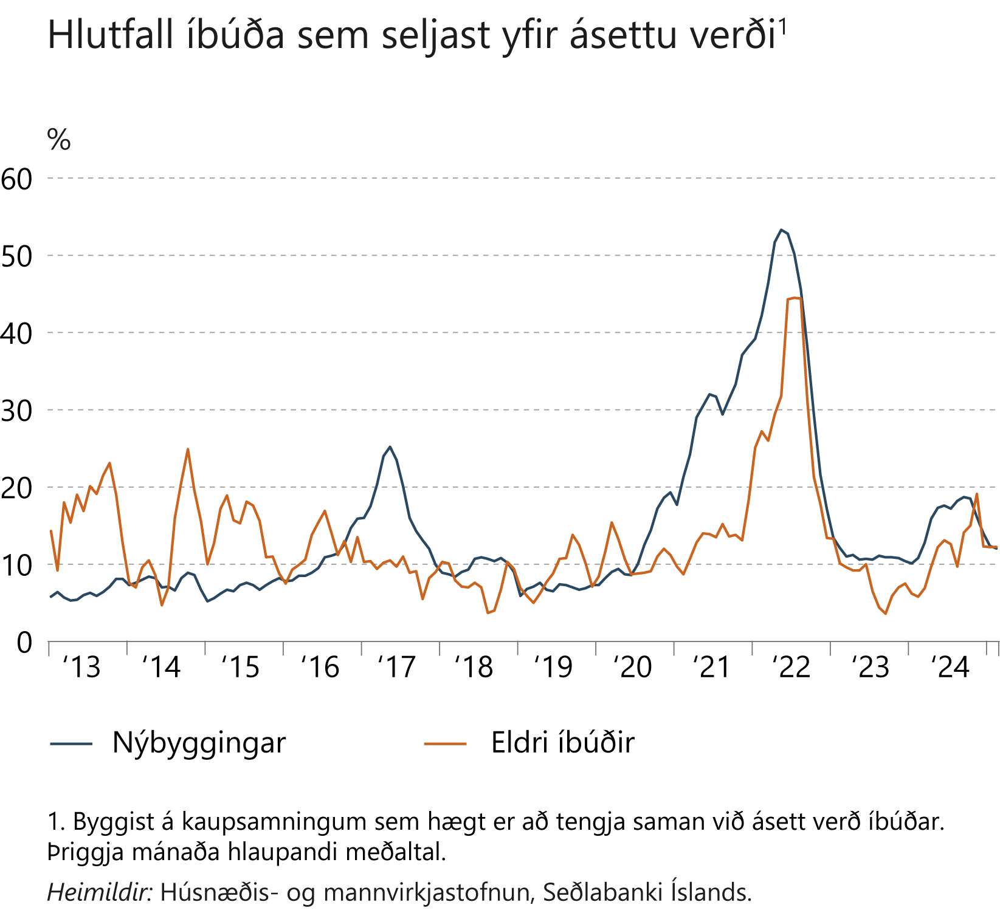 Hlutfall íbúða sem seljast yfir ásettu verði¹
%
60
50
40
30
20
10
0
‘13 ‘14 ‘15 ‘16 ‘17 ‘18 ‘19 ‘20 ‘21 ‘22 ‘23 ‘24
Nýbyggingar Eldri íbúðir
1. Byggist á kaupsamningum sem hægt er að tengja saman við ásett verð íbúðar.
Þriggja mánaða hlaupandi meðaltal.
Heimildir: Húsnæðis- og mannvirkjastofnun, Seðlabanki Íslands.